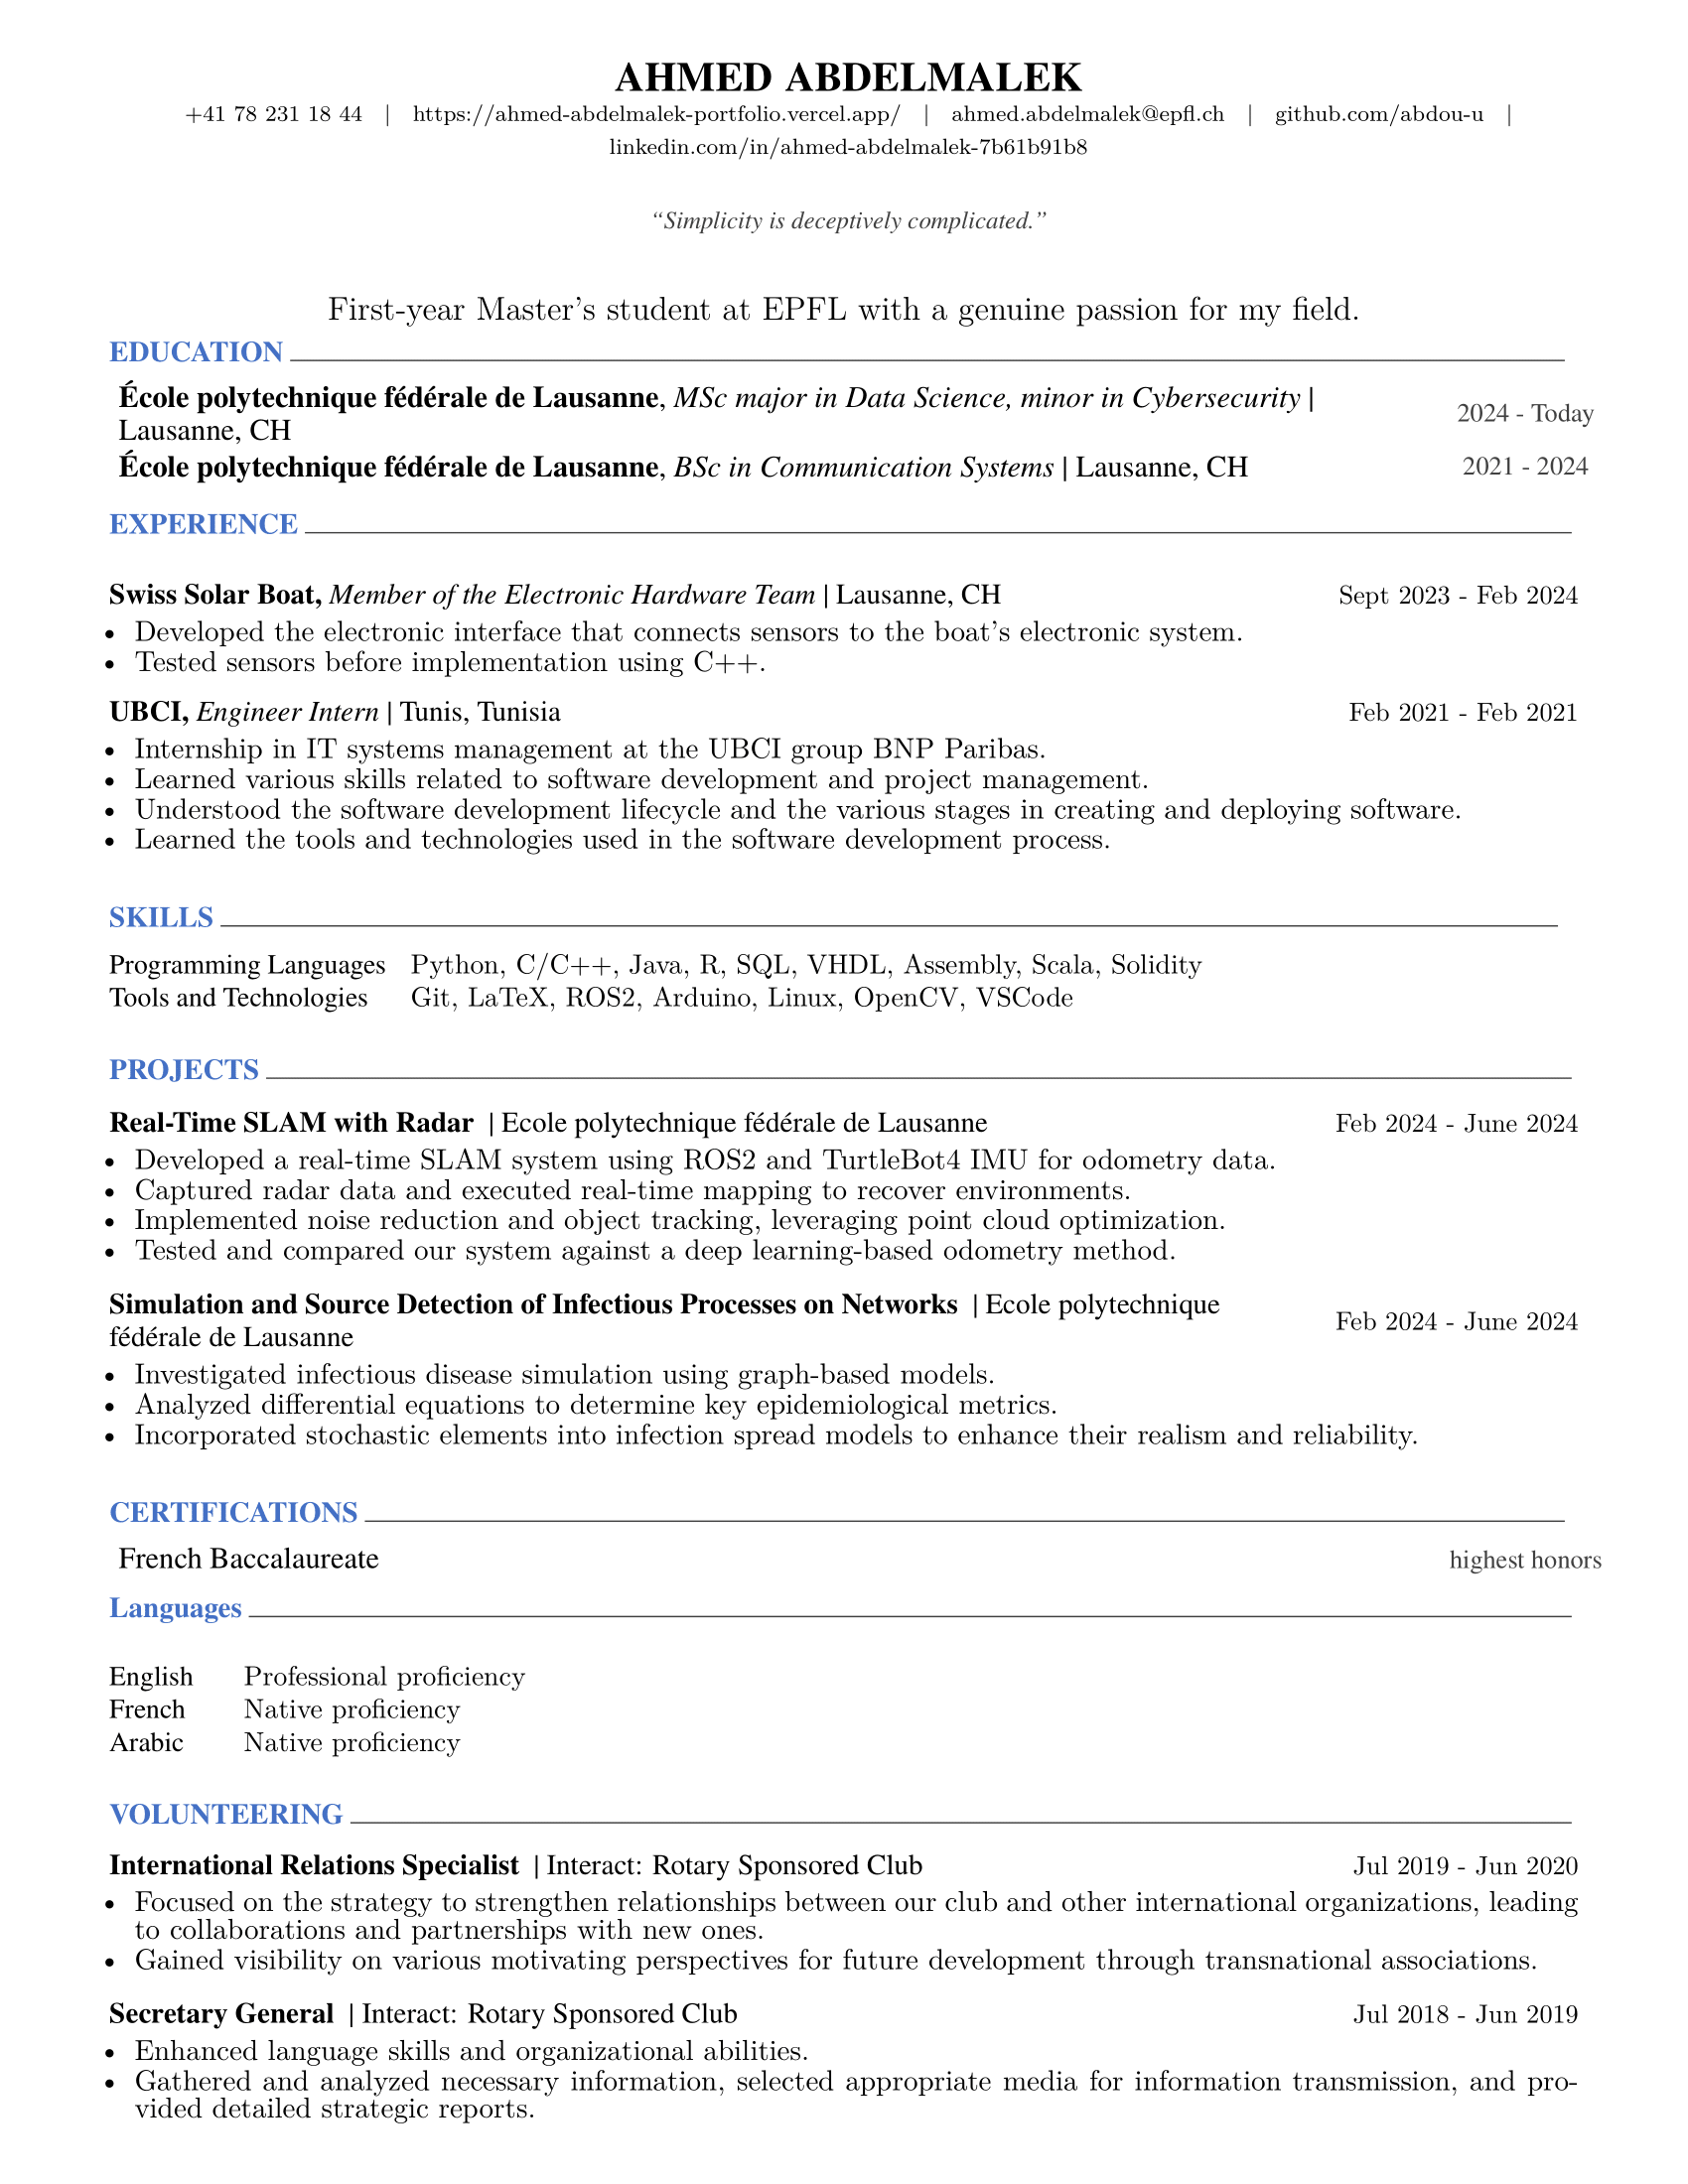 AHMED ABDELMALEK
+41 78 231 18 44 | https://ahmed-abdelmalek-portfolio.vercel.app/ | ahmed.abdelmalek@epfl.ch | github.com/abdou-u |
linkedin.com/in/ahmed-abdelmalek-7b61b91b8
“Simplicity is deceptively complicated.”
First-year Master’s student at EPFL with a genuine passion for my field.
EDUCATION
École polytechnique fédérale de Lausanne, MSc major in Data Science, minor in Cybersecurity | 2024 - Today
Lausanne, CH
École polytechnique fédérale de Lausanne, BSc in Communication Systems | Lausanne, CH 2021 - 2024
EXPERIENCE
Swiss Solar Boat, Member of the Electronic Hardware Team | Lausanne, CH Sept 2023 - Feb 2024
• Developed the electronic interface that connects sensors to the boat’s electronic system.
• Tested sensors before implementation using C++.
UBCI, Engineer Intern | Tunis, Tunisia Feb 2021 - Feb 2021
• Internship in IT systems management at the UBCI group BNP Paribas.
• Learned various skills related to software development and project management.
• Understood the software development lifecycle and the various stages in creating and deploying software.
• Learned the tools and technologies used in the software development process.
SKILLS
Programming Languages Python, C/C++, Java, R, SQL, VHDL, Assembly, Scala, Solidity
Tools and Technologies Git, LaTeX, ROS2, Arduino, Linux, OpenCV, VSCode
PROJECTS
Real-Time SLAM with Radar | Ecole polytechnique fédérale de Lausanne Feb 2024 - June 2024
• Developed a real-time SLAM system using ROS2 and TurtleBot4 IMU for odometry data.
• Captured radar data and executed real-time mapping to recover environments.
• Implemented noise reduction and object tracking, leveraging point cloud optimization.
• Tested and compared our system against a deep learning-based odometry method.
Simulation and Source Detection of Infectious Processes on Networks | Ecole polytechnique Feb 2024 - June 2024
fédérale de Lausanne
• Investigated infectious disease simulation using graph-based models.
• Analyzed differential equations to determine key epidemiological metrics.
• Incorporated stochastic elements into infection spread models to enhance their realism and reliability.
CERTIFICATIONS
French Baccalaureate highest honors
Languages
English Professional proficiency
French Native proficiency
Arabic Native proficiency
VOLUNTEERING
International Relations Specialist | Interact: Rotary Sponsored Club Jul 2019 - Jun 2020
• Focused on the strategy to strengthen relationships between our club and other international organizations, leading
to collaborations and partnerships with new ones.
• Gained visibility on various motivating perspectives for future development through transnational associations.
Secretary General | Interact: Rotary Sponsored Club Jul 2018 - Jun 2019
• Enhanced language skills and organizational abilities.
• Gathered and analyzed necessary information, selected appropriate media for information transmission, and pro-
vided detailed strategic reports.